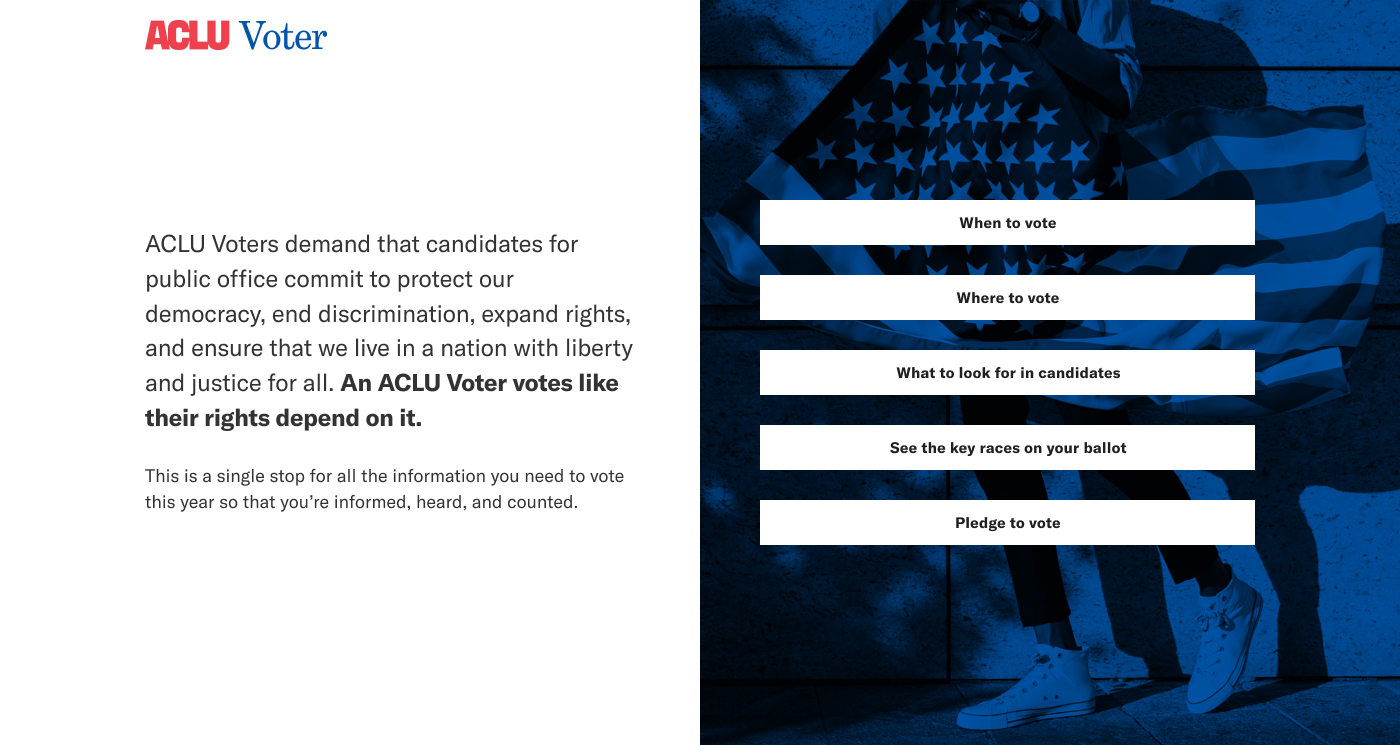 ACLU Voter
ACLU Voters demand that candidates for
public office commit to protect our
democracy, end discrimination, expand rights,
and ensure that we live in a nation with liberty
and justice for all. An ACLU Voter votes like
their rights depend on it.
This is a single stop for all the information you need to vote
this year so that you’re informed, heard, and counted.
When to vote
Where to vote
What to look for in candidates
See the key races on your ballot
Pledge to vote